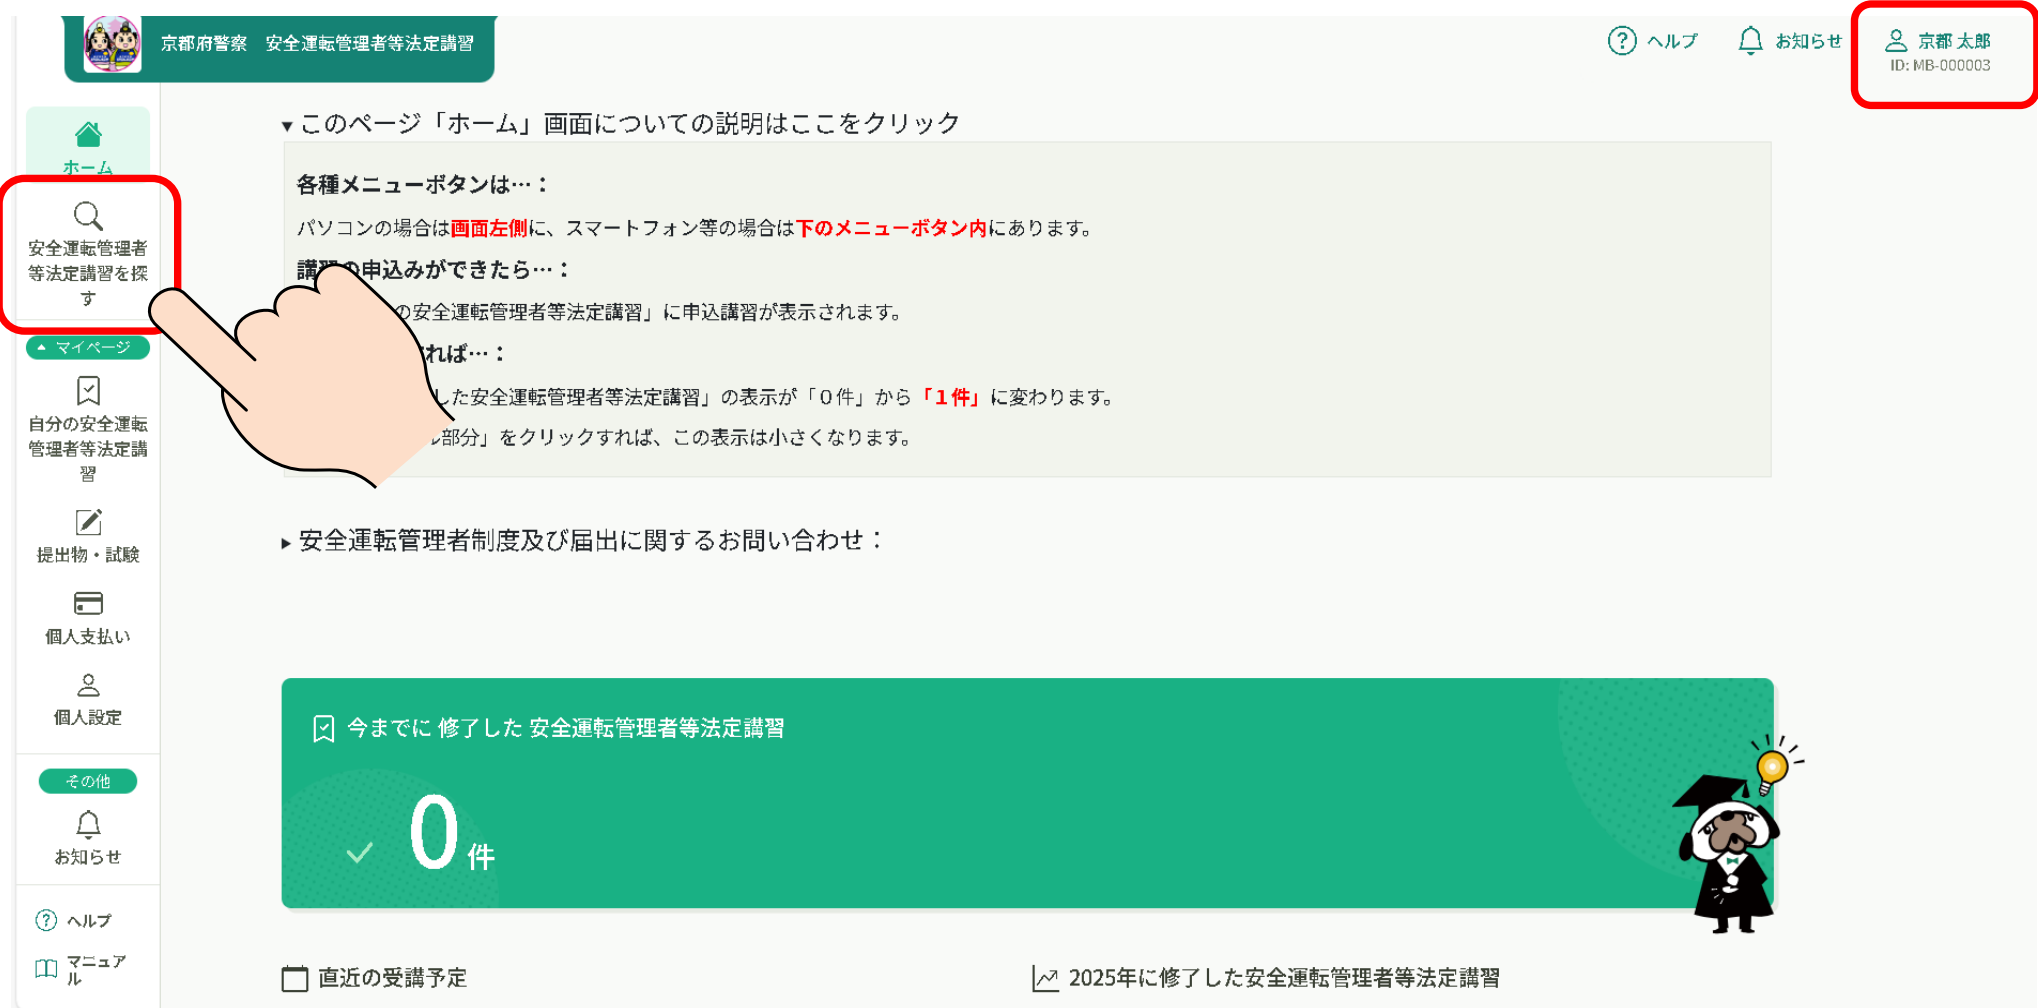 京都府警察 安全運転管理者等法定講習
ヘルプ
お知らせ
京都 太郎
ID: MB-000003
ホーム
安全運転管理者
等法定講習を探
す
マイページ
自分の安全運転
管理者等法定講
習
提出物・試験
個人支払い
個人設定
その他
お知らせ
ヘルプ
マニュア
ル
▼このページ「ホーム」画面についての説明はここをクリック
各種メニューボタンは…：
パソコンの場合は画面左側に、スマートフォン等の場合は下のメニューボタン内にあります。
講習の申込みができたら…：
の安全運転管理者等法定講習」に申込講習が表示されます。
れば…：
した安全運転管理者等法定講習」の表示が「０件」から「１件」に変わります。
部分」をクリックすれば、この表示は小さくなります。
▶安全運転管理者制度及び届出に関するお問い合わせ：
今までに 修了した 安全運転管理者等法定講習
0件
直近の受講予定
2025年に修了した安全運転管理者等法定講習